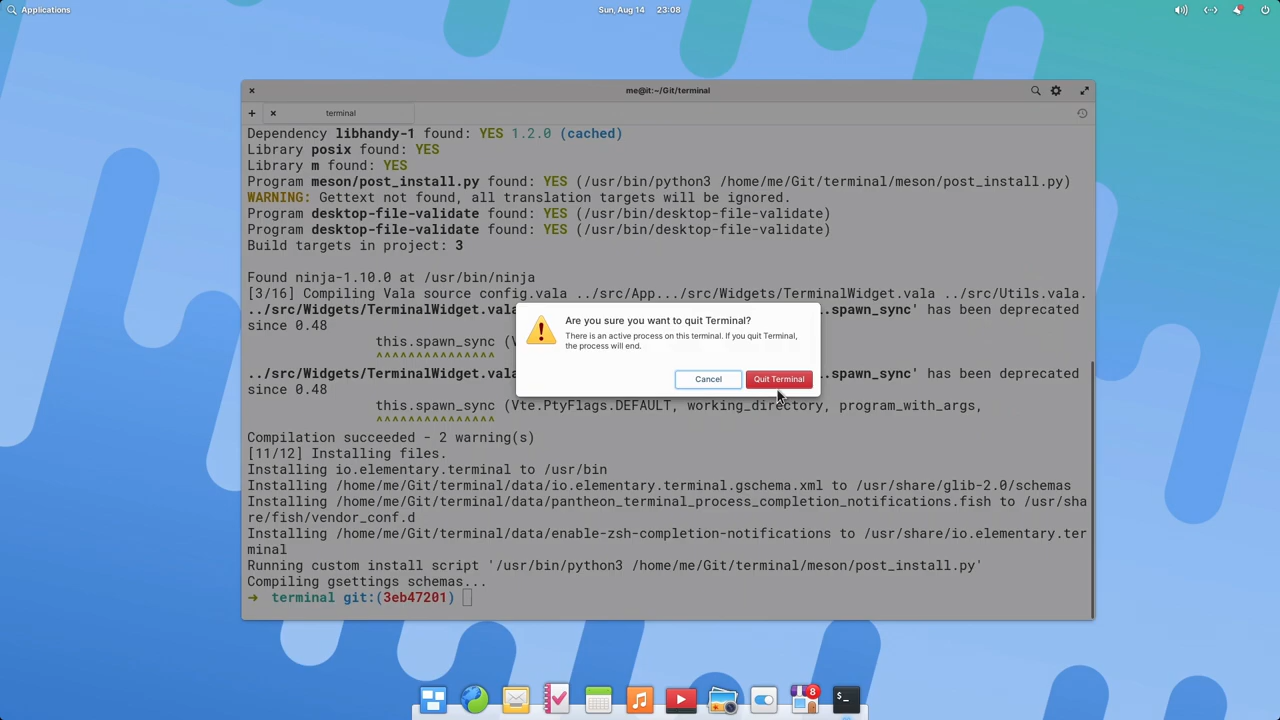 Applications
Sun, Aug 14 23:08
me@it:~/Git/terminal
terminal
Dependency libhandy-1 found: YES 1.2.0 (cached)
Library posix found: YES
Library m found: YES
Program meson/post_install.py found: YES (/usr/bin/python3 /home/me/Git/terminal/meson/post_install.py)
WARNING: Gettext not found, all translation targets will be ignored.
Program desktop-file-validate found: YES (/usr/bin/desktop-file-validate)
Program desktop-file-validate found: YES (/usr/bin/desktop-file-validate)
Build targets in project: 3
Found ninja-1.10.0 at /usr/bin/ninja
[3/16] Compiling Vala source config.vala ../src/App.../src/Widgets/TerminalWidget.vala ../src/Utils.vala.
../src/Widgets/TerminalWidget.vala .spawn_sync' has been deprecated
since 0.48
this.spawn_sync (V
^^^^^^^^^^^^^^^
../src/Widgets/TerminalWidget.vala .spawn_sync' has been deprecated
since 0.48
this.spawn_sync (Vte.PtyFlags.DEFAULT, working_directory, program_with_args,
^^^^^^^^^^^^^^^
Compilation succeeded - 2 warning(s)
[11/12] Installing files.
Installing io.elementary.terminal to /usr/bin
Installing /home/me/Git/terminal/data/io.elementary.terminal.gschema.xml to /usr/share/glib-2.0/schemas
Installing /home/me/Git/terminal/data/pantheon_terminal_process_completion_notifications.fish to /usr/sha
re/fish/vendor_conf.d
Installing /home/me/Git/terminal/data/enable-zsh-completion-notifications to /usr/share/io.elementary.ter
minal
Running custom install script '/usr/bin/python3 /home/me/Git/terminal/meson/post_install.py'
Compiling gsettings schemas...
➜ terminal git:(3eb47201)
Are you sure you want to quit Terminal?
There is an active process on this terminal. If you quit Terminal,
the process will end.
Cancel
Quit Terminal
8